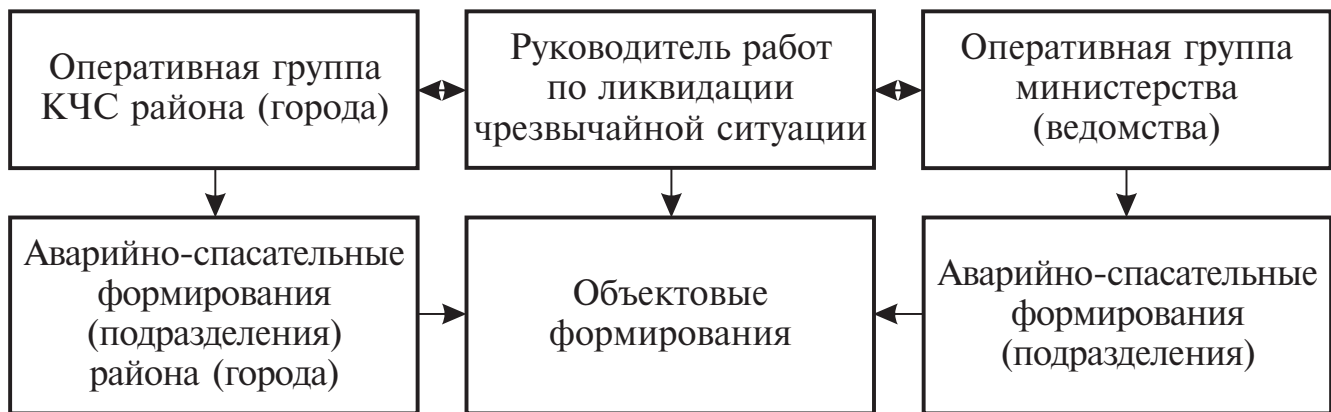 Оперативная группа
КЧС района (города)
Руководитель работ
по ликвидации
чрезвычайной ситуации
Оперативная группа
министерства
(ведомства)
Аварийно-спасательные
формирования
(подразделения)
района (города)
Объектовые
формирования
Аварийно-спасательные
формирования
(подразделения)